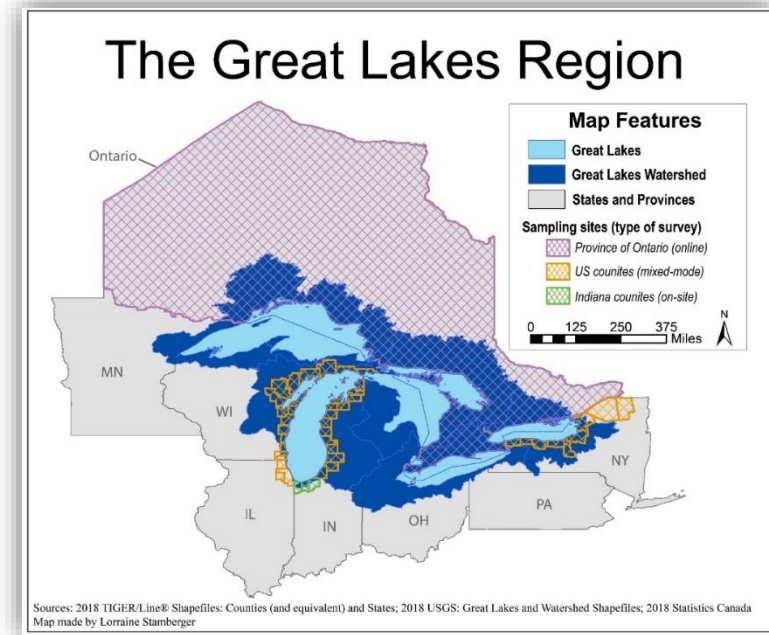 The Great Lakes Region
Ontario
Map Features
Great Lakes
Great Lakes Watershed
States and Provinces
Sampling sites (type of survey)
Province of Ontario (online)
US counites (mixed-mode)
Indiana counites (on-site)
0 125 250 375
Miles
N
MN
WI
IL
IN
OH
PA
NY
Sources: 2018 TIGER/Line® Shapefiles: Counties (and equivalent) and States; 2018 USGS: Great Lakes and Watershed Shapefiles; 2018 Statistics Canada
Map made by Lorraine Stamberger